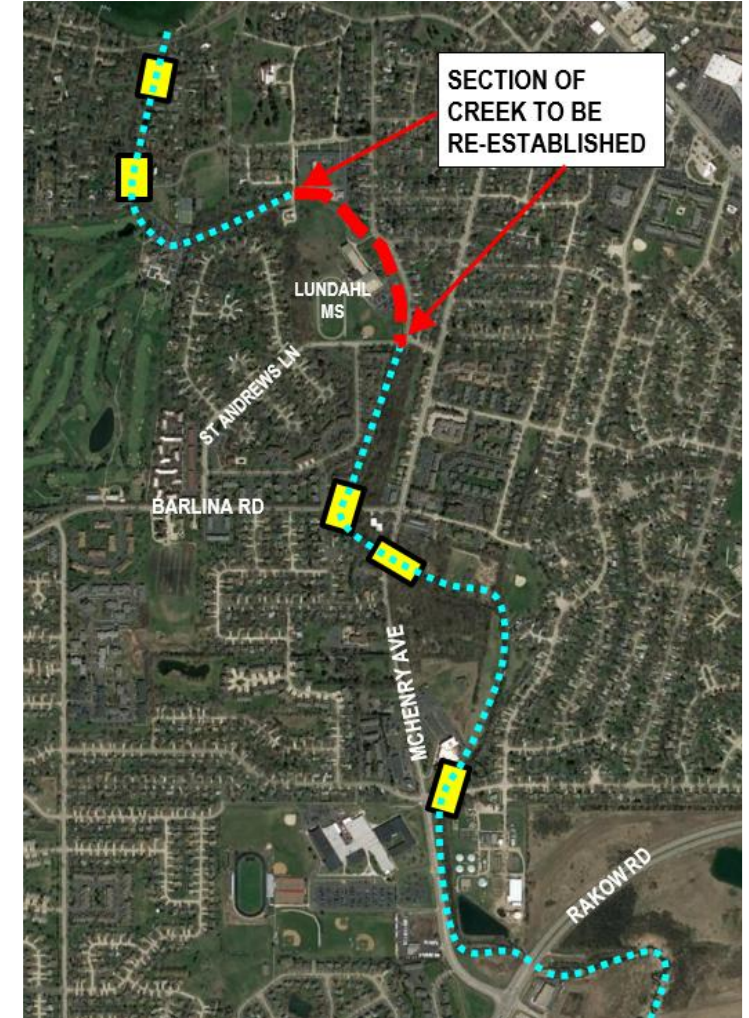 SECTION OF
CREEK TO BE
RE-ESTABLISHED
LUNDAHL
MS
ST ANDREWS LN
BARLINA RD
MCHENRY AVE
RAKOW RD